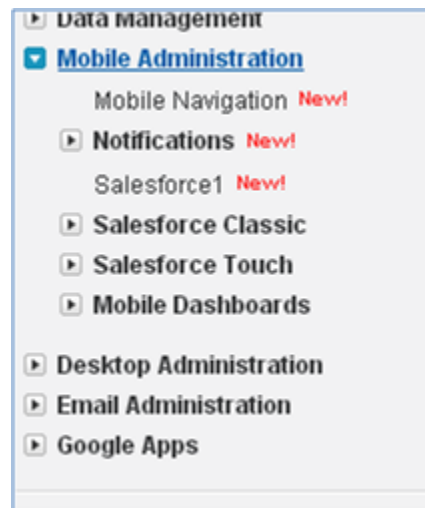 Data Management
Mobile Administration
Mobile Navigation New!
Notifications New!
Salesforce1 New!
Salesforce Classic
Salesforce Touch
Mobile Dashboards
Desktop Administration
Email Administration
Google Apps